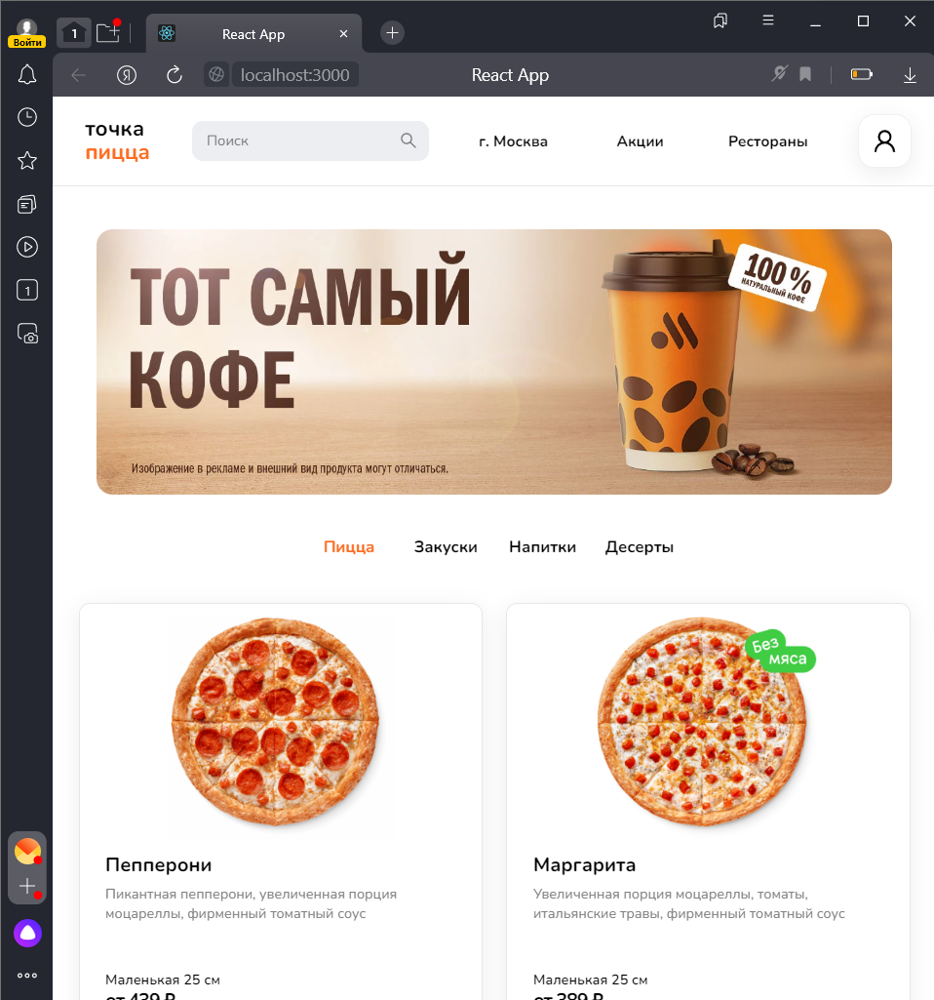 1
React App
Войти
Я
localhost:3000
React App
1
точка
пицца
Поиск
г. Москва
Акции
Рестораны
ТОТ САМЫЙ
КОФЕ
100%
НАТУРАЛЬНЫЙ КОФЕ
Изображение в рекламе и внешний вид продукта могут отличаться.
Пицца
Закуски
Напитки
Десерты
Без
мяса
Пепперони
Пикантная пепперони, увеличенная порция
моцареллы, фирменный томатный соус
Маленькая 25 см
от 439 ₽
Маргарита
Увеличенная порция моцареллы, томаты,
итальянские травы, фирменный томатный соус
Маленькая 25 см
от 389 ₽